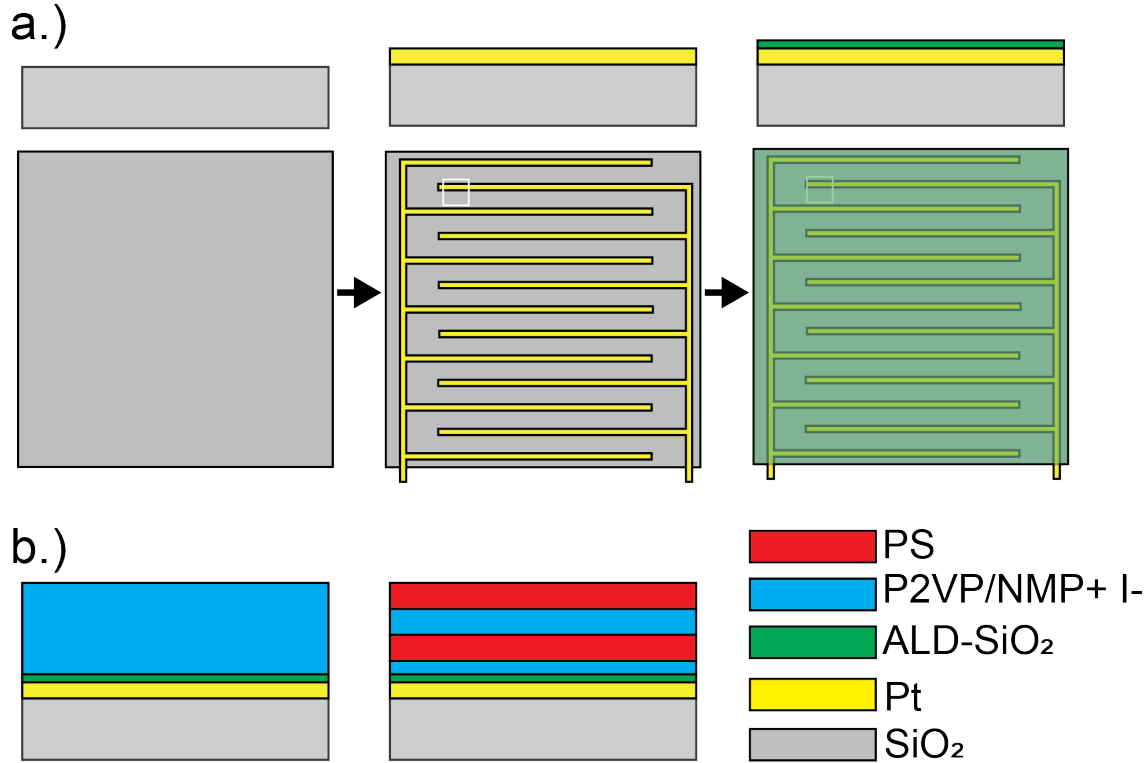 a.)
b.)
PS
P2VP/NMP+ I-
ALD-SiO₂
Pt
SiO₂